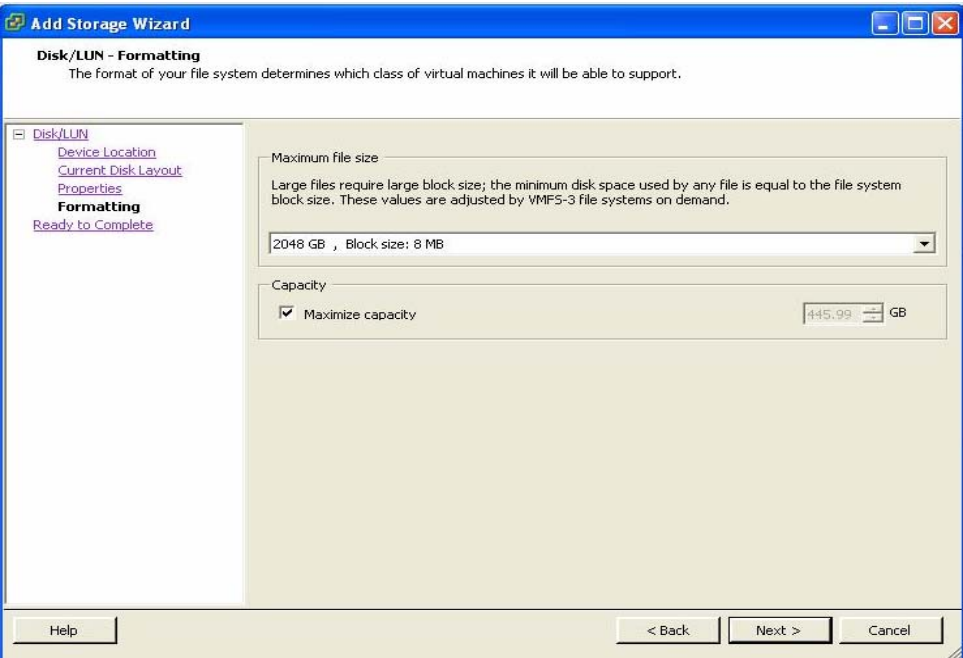 Add Storage Wizard
Disk/LUN - Formatting
The format of your file system determines which class of virtual machines it will be able to support.
Disk/LUN
Device Location
Current Disk Layout
Properties
Formatting
Ready to Complete
Maximum file size
Large files require large block size; the minimum disk space used by any file is equal to the file system
block size. These values are adjusted by VMFS-3 file systems on demand.
2048 GB , Block size: 8 MB
Capacity
Maximize capacity
445.99 GB
Help
< Back
Next >
Cancel